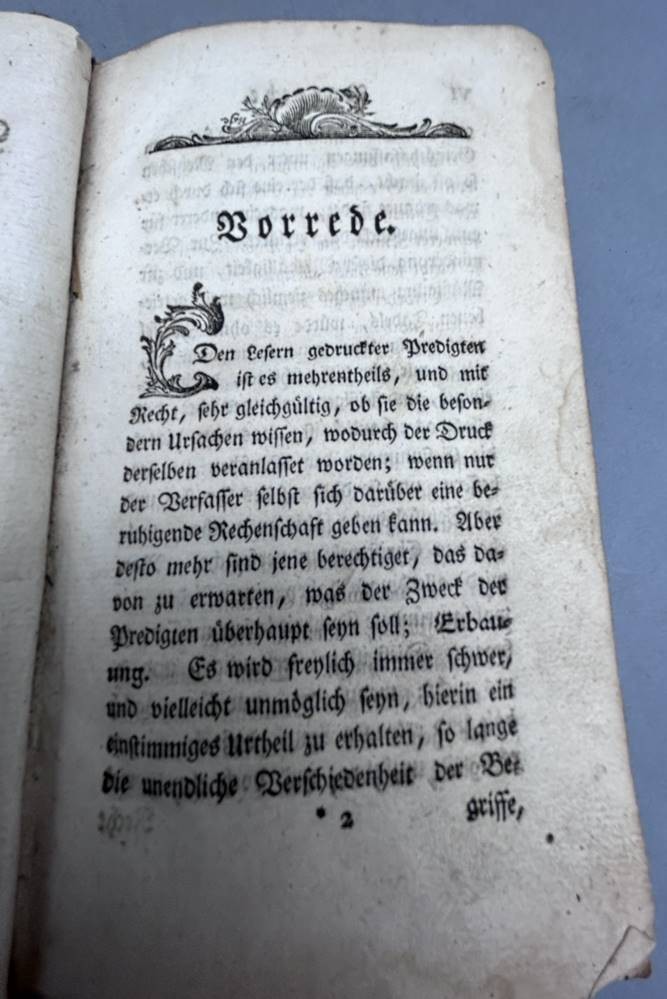 Vorrede.
Den Lesern gedruckter Predigten
ist es mehrentheils, und mit
Recht, sehr gleichgültig, ob sie die beson-
dern Ursachen wissen, wodurch der Druck
derselben veranlasset worden; wenn nur
der Verfasser selbst sich darüber eine be-
ruhigende Rechenschaft geben kann. Aber
desto mehr sind jene berechtiget, das da-
von zu erwarten, was der Zweck der
Predigten überhaupt seyn soll; Erbau-
ung. Es wird freylich immer schwer,
und vielleicht unmöglich seyn, hierin ein
einstimmiges Urtheil zu erhalten, so lange
die unendliche Verschiedenheit der Be-
* 2 griffe,